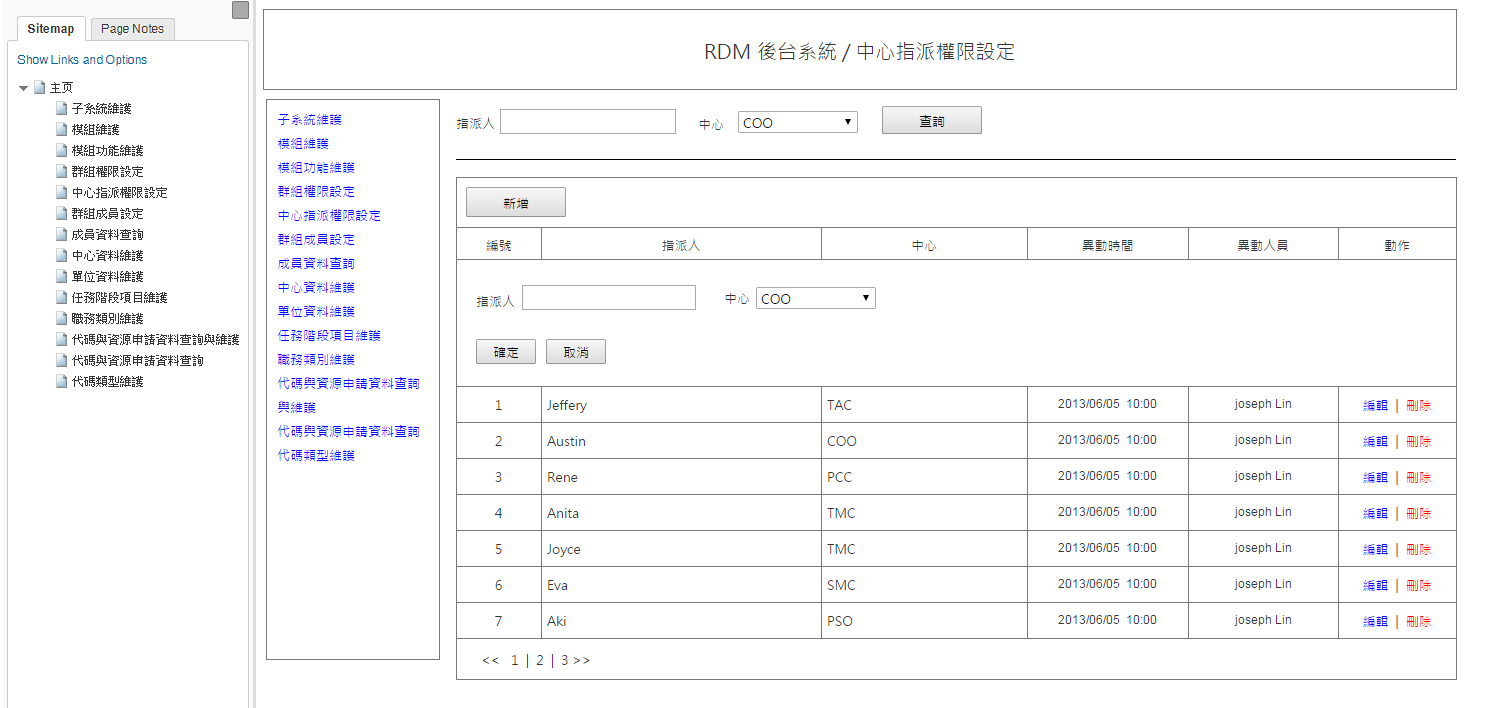 Sitemap
Page Notes
Show Links and Options
主页
子系統維護
模組維護
模組功能維護
群組權限設定
中心指派權限設定
群組成員設定
成員資料查詢
中心資料維護
單位資料維護
任務階段項目維護
職務類別維護
代碼與資源申請資料查詢與維護
代碼與資源申請資料查詢
代碼類型維護
RDM 後台系統 / 中心指派權限設定
子系統維護
模組維護
模組功能維護
群組權限設定
中心指派權限設定
群組成員設定
成員資料查詢
中心資料維護
單位資料維護
任務階段項目維護
職務類別維護
代碼與資源申請資料查詢
與維護
代碼與資源申請資料查詢
代碼類型維護
指派人 中心 COO 查詢
新增
編號 指派人 中心 異動時間 異動人員 動作
指派人 中心 COO
確定 取消
1 Jeffery TAC 2013/06/05 10:00 joseph Lin 編輯 | 刪除
2 Austin COO 2013/06/05 10:00 joseph Lin 編輯 | 刪除
3 Rene PCC 2013/06/05 10:00 joseph Lin 編輯 | 刪除
4 Anita TMC 2013/06/05 10:00 joseph Lin 編輯 | 刪除
5 Joyce TMC 2013/06/05 10:00 joseph Lin 編輯 | 刪除
6 Eva SMC 2013/06/05 10:00 joseph Lin 編輯 | 刪除
7 Aki PSO 2013/06/05 10:00 joseph Lin 編輯 | 刪除
<< 1 | 2 | 3 >>